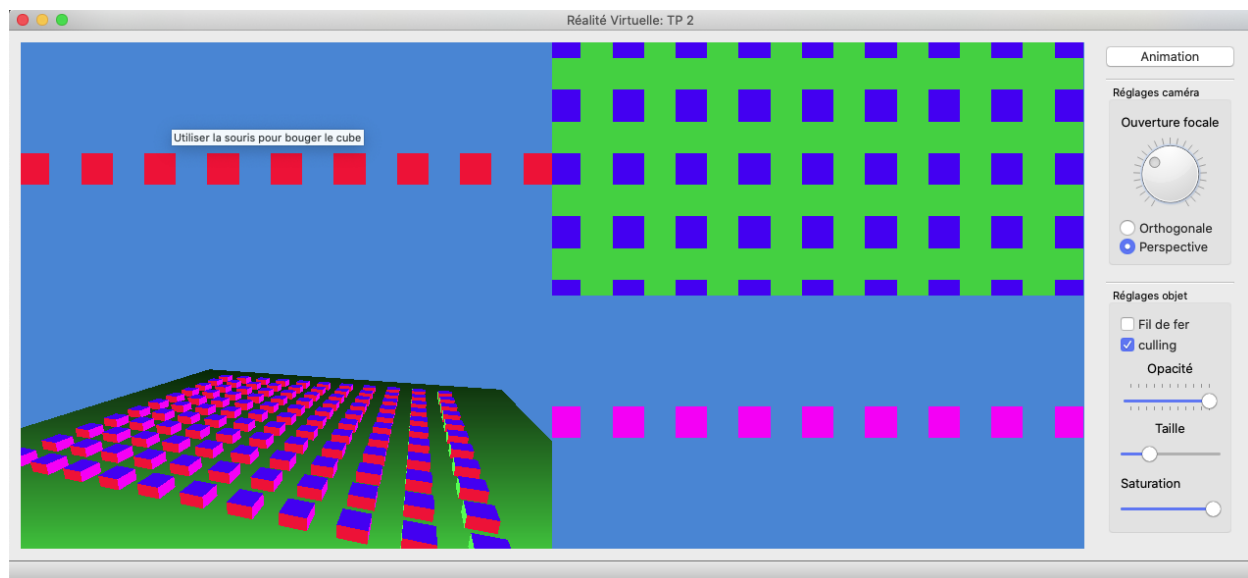 Réalité Virtuelle: TP 2
Utiliser la souris pour bouger le cube
Animation
Réglages caméra
Ouverture focale
Orthogonale
Perspective
Réglages objet
Fil de fer
culling
Opacité
Taille
Saturation